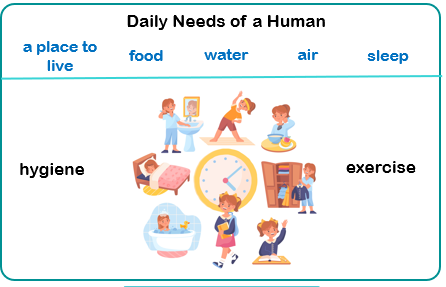 Daily Needs of a Human
a place to
live
food
water
air
sleep
hygiene
exercise